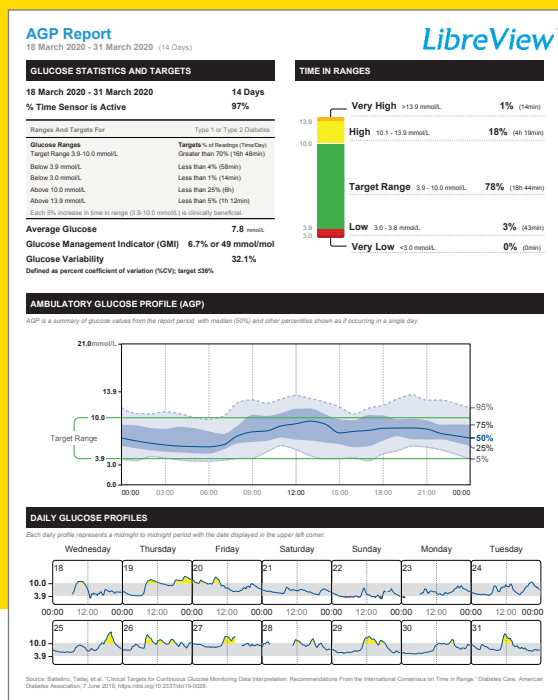 AGP Report
LibreView
18 March 2020 - 31 March 2020 (14 Days)
GLUCOSE STATISTICS AND TARGETS
18 March 2020 - 31 March 2020 14 Days
% Time Sensor is Active 97%
Ranges And Targets For Type 1 or Type 2 Diabetes
Glucose Ranges Targets % of Readings (Time/Day)
Target Range 3.9-10.0 mmol/L Greater than 70% (16h 48min)
Below 3.9 mmol/L Less than 4% (58min)
Below 3.0 mmol/L Less than 1% (14min)
Above 10.0 mmol/L Less than 25% (6h)
Above 13.9 mmol/L Less than 5% (1h 12min)
Each 5% increase in time in range (3.9-10.0 mmol/L) is clinically beneficial.
Average Glucose 7.8 mmol/L
Glucose Management Indicator (GMI) 6.7% or 49 mmol/mol
Glucose Variability 32.1%
Defined as percent coefficient of variation (%CV); target ≤36%
TIME IN RANGES
Very High >13.9 mmol/L 1% (14min)
13.9
High 10.1 - 13.9 mmol/L 18% (4h 19min)
10.0
Target Range 3.9 - 10.0 mmol/L 78% (18h 44min)
3.9
Low 3.0 - 3.8 mmol/L 3% (43min)
3.0
Very Low <3.0 mmol/L 0% (0min)
AMBULATORY GLUCOSE PROFILE (AGP)
AGP is a summary of glucose values from the report period, with median (50%) and other percentiles shown as if occurring in a single day.
21.0mmol/L
13.9
95%
10.0
75%
Target Range
50%
25%
3.9
5%
3.0
0.0
00:00 03:00 06:00 09:00 12:00 15:00 18:00 21:00 00:00
DAILY GLUCOSE PROFILES
Each daily profile represents a midnight to midnight period with the date displayed in the upper left corner.
Wednesday Thursday Friday Saturday Sunday Monday Tuesday
18 19 20 21 22 23 24
10.0
3.9
00:00 12:00 00:00 12:00 00:00 12:00 00:00 12:00 00:00 12:00 00:00 12:00 00:00 12:00 00:00
25 26 27 28 29 30 31
10.0
3.9
Source: Battelino, Tadej, et al. "Clinical Targets for Continuous Glucose Monitoring Data Interpretation: Recommendations From the International Consensus on Time in Range." Diabetes Care, American
Diabetes Association, 7 June 2019, https://doi.org/10.2337/dci19-0028.